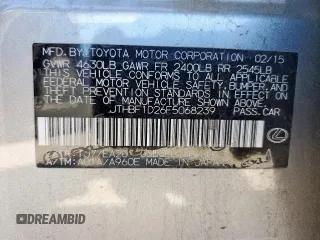 MFD. BY: TOYOTA MOTOR CORPORATION 02/15
GVWR 4630LB GAWR FR 2400LB RR 2545LB
THIS VEHICLE CONFORMS TO ALL APPLICABLE
FEDERAL MOTOR VEHICLE SAFETY, BUMPER, AND
THEFT PREVENTION STANDARDS IN EFFECT ON
THE DATE OF MANUFACTURE SHOWN ABOVE.
JTHBF1D26F5068239 PASS.CAR
A/TM: /A960E MADE IN JAPAN
DREAMBID